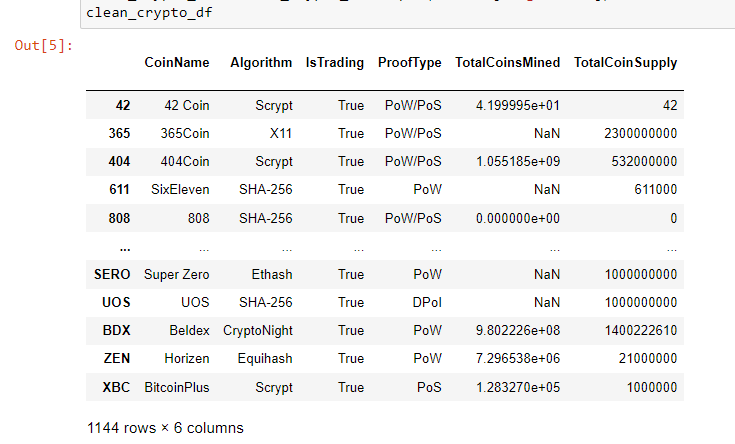 clean_crypto_df
Out[5]:
CoinName Algorithm IsTrading ProofType TotalCoinsMined TotalCoinSupply
42 42 Coin Scrypt True PoW/PoS 4.199995e+01 42
365 365Coin X11 True PoW/PoS NaN 2300000000
404 404Coin Scrypt True PoW/PoS 1.055185e+09 532000000
611 SixEleven SHA-256 True PoW NaN 611000
808 808 SHA-256 True PoW/PoS 0.000000e+00 0
... ... ... ... ... ... ...
SERO Super Zero Ethash True PoW NaN 1000000000
UOS UOS SHA-256 True DPoI NaN 1000000000
BDX Beldex CryptoNight True PoW 9.802226e+08 1400222610
ZEN Horizen Equihash True PoW 7.296538e+06 21000000
XBC BitcoinPlus Scrypt True PoS 1.283270e+05 1000000
1144 rows × 6 columns